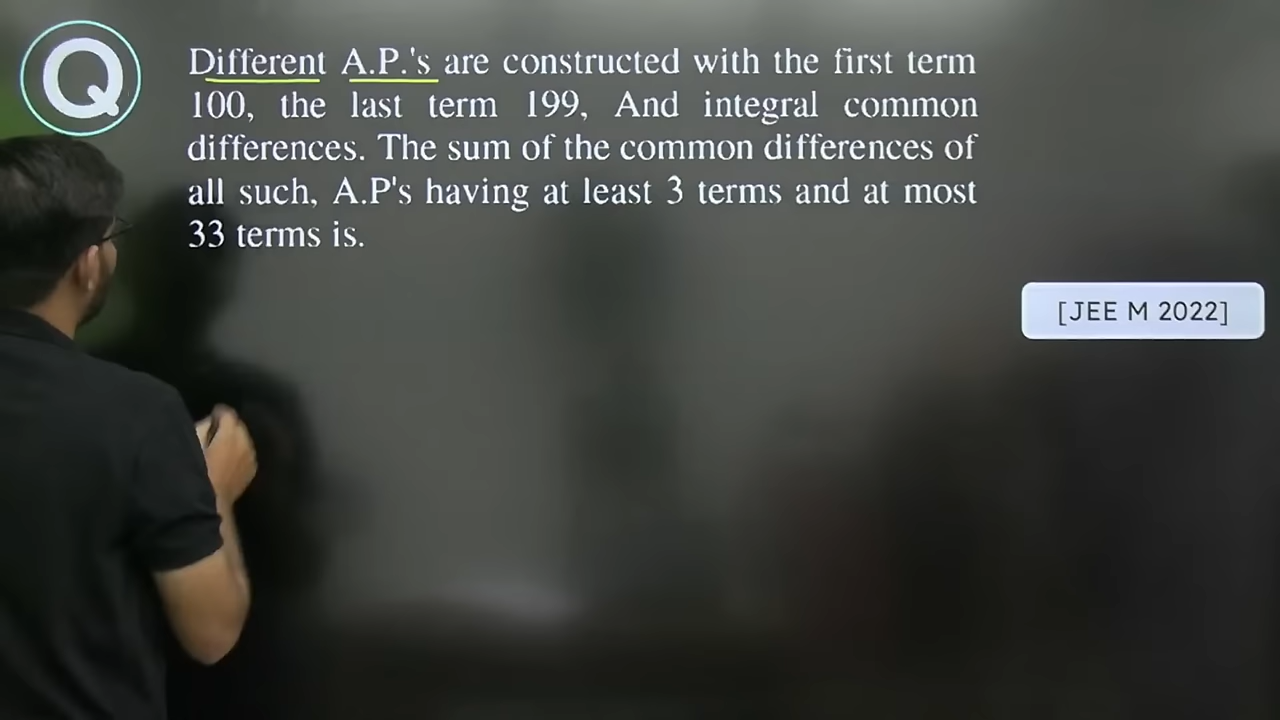 Q
Different A.P.'s are constructed with the first term
100, the last term 199, And integral common
differences. The sum of the common differences of
all such, A.P's having at least 3 terms and at most
33 terms is.
[JEE M 2022]